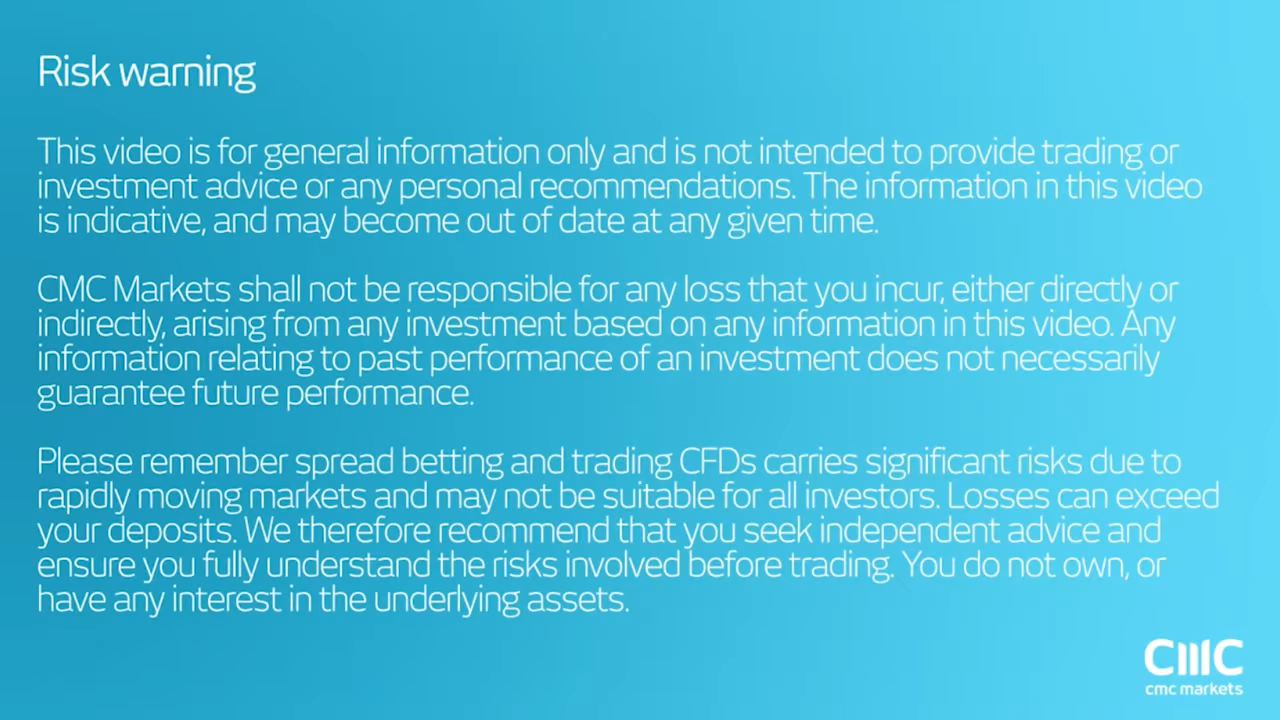 Risk warning
This video is for general information only and is not intended to provide trading or
investment advice or any personal recommendations. The information in this video
is indicative, and may become out of date at any given time.
CMC Markets shall not be responsible for any loss that you incur, either directly or
indirectly, arising from any investment based on any information in this video. Any
information relating to past performance of an investment does not necessarily
guarantee future performance.
Please remember spread betting and trading CFDs carries significant risks due to
rapidly moving markets and may not be suitable for all investors. Losses can exceed
your deposits. We therefore recommend that you seek independent advice and
ensure you fully understand the risks involved before trading. You do not own, or
have any interest in the underlying assets.
CMC
cmc markets